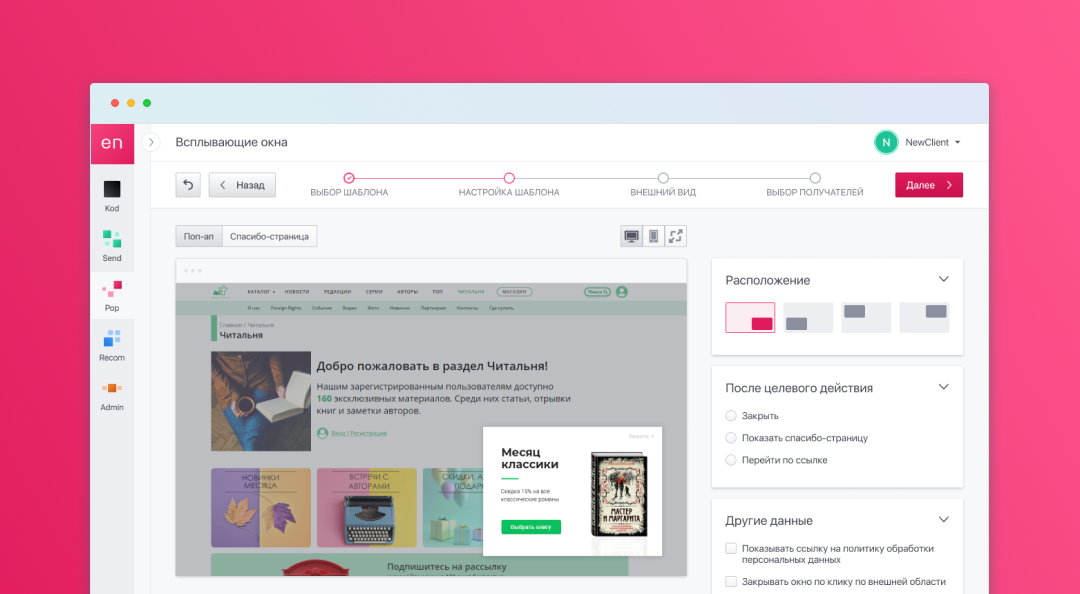 en
Всплывающие окна
N
NewClient
Назад
ВЫБОР ШАБЛОНА
НАСТРОЙКА ШАБЛОНА
ВНЕШНИЙ ВИД
ВЫБОР ПОЛУЧАТЕЛЕЙ
Далее
Kod
Send
Pop
Recom
Admin
Поп-ап
Спасибо-страница
КАТАЛОГ
НОВОСТИ
РЕДАКЦИИ
СЕРИИ
АВТОРЫ
ТОП
ЧИТАЛЬНЯ
МАГАЗИН
Поиск
О нас
Foreign Rights
События
Видео
Фото
Новинки
Партнерам
Контакты
Где купить
Главная / Читальня
Читальня
Добро пожаловать в раздел Читальня!
Нашим зарегистрированным пользователям доступно
160 эксклюзивных материалов. Среди них статьи, отрывки
книг и заметки авторов.
Вход / Регистрация
НОВИНКИ
МЕСЯЦА
ВСТРЕЧИ С
АВТОРАМИ
СКИДКИ, А
ПОДАР
Подпишитесь на рассылку
Закрыть
Месяц
классики
Скидка 15% на все
классические романы
Выбрать книгу
МАСТЕР
И МАРГАРИТА
Расположение
После целевого действия
Закрыть
Показать спасибо-страницу
Перейти по ссылке
Другие данные
Показывать ссылку на политику обработки
персональных данных
Закрывать окно по клику по внешней области